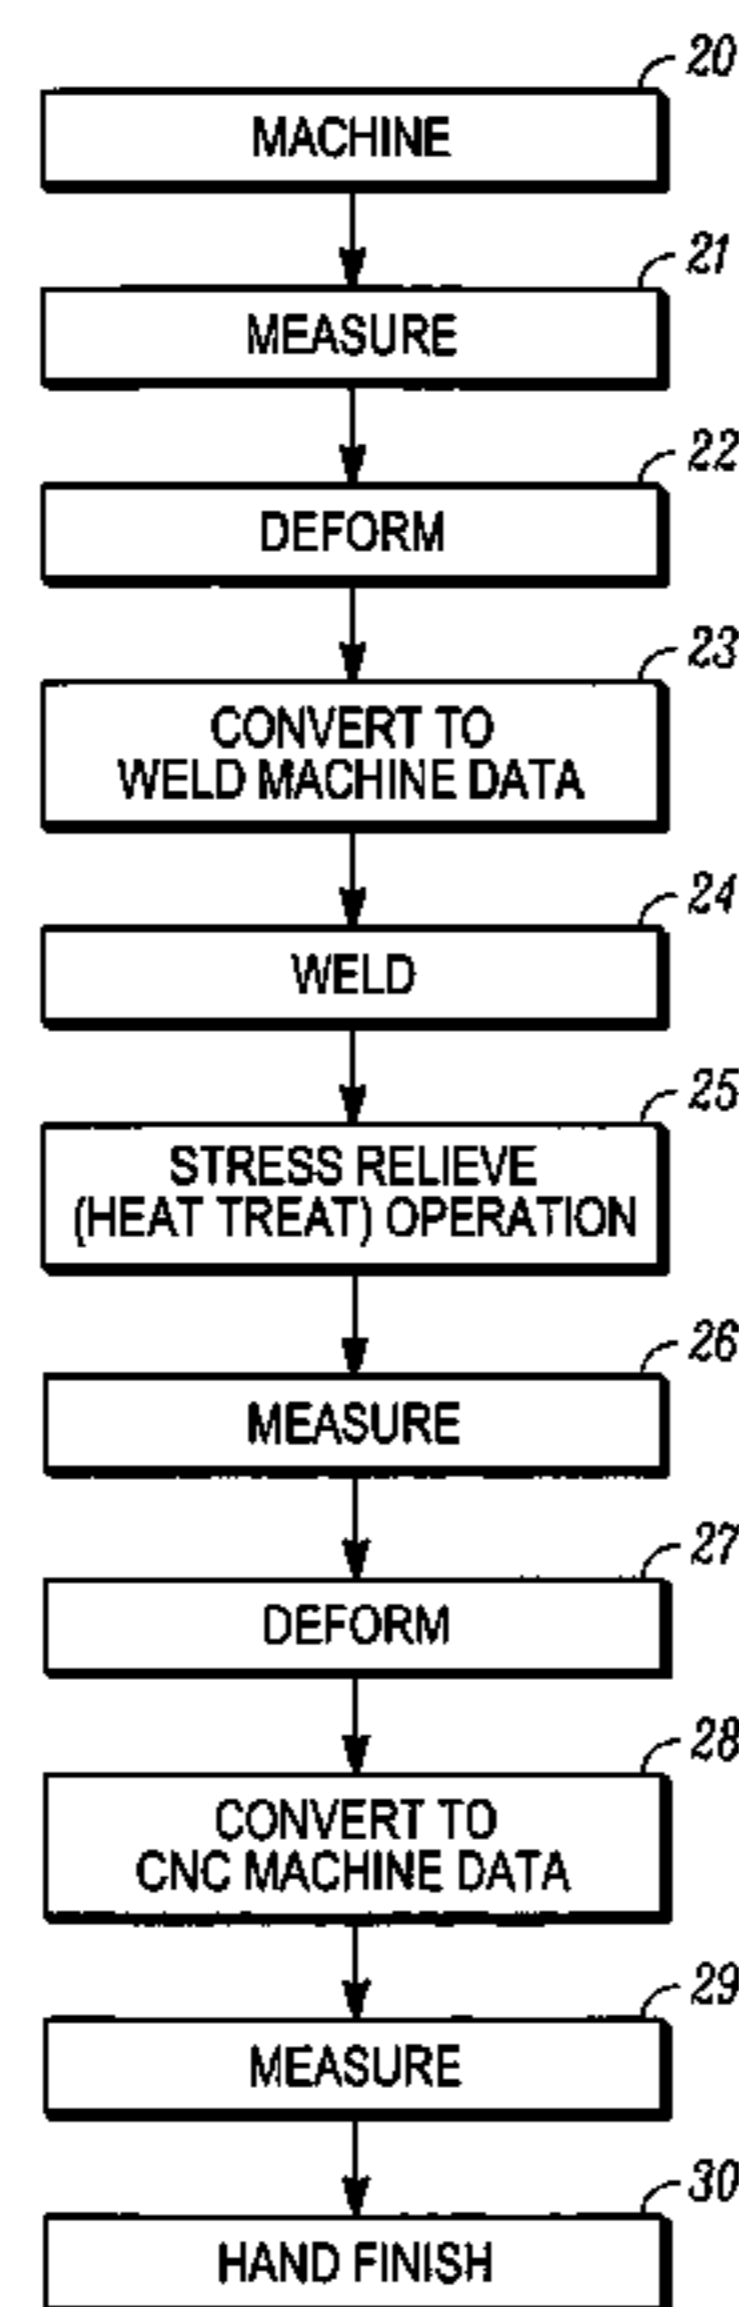 20
MACHINE
21
MEASURE
22
DEFORM
23
CONVERT TO
WELD MACHINE DATA
24
WELD
25
STRESS RELIEVE
(HEAT TREAT) OPERATION
26
MEASURE
27
DEFORM
28
CONVERT TO
CNC MACHINE DATA
29
MEASURE
30
HAND FINISH